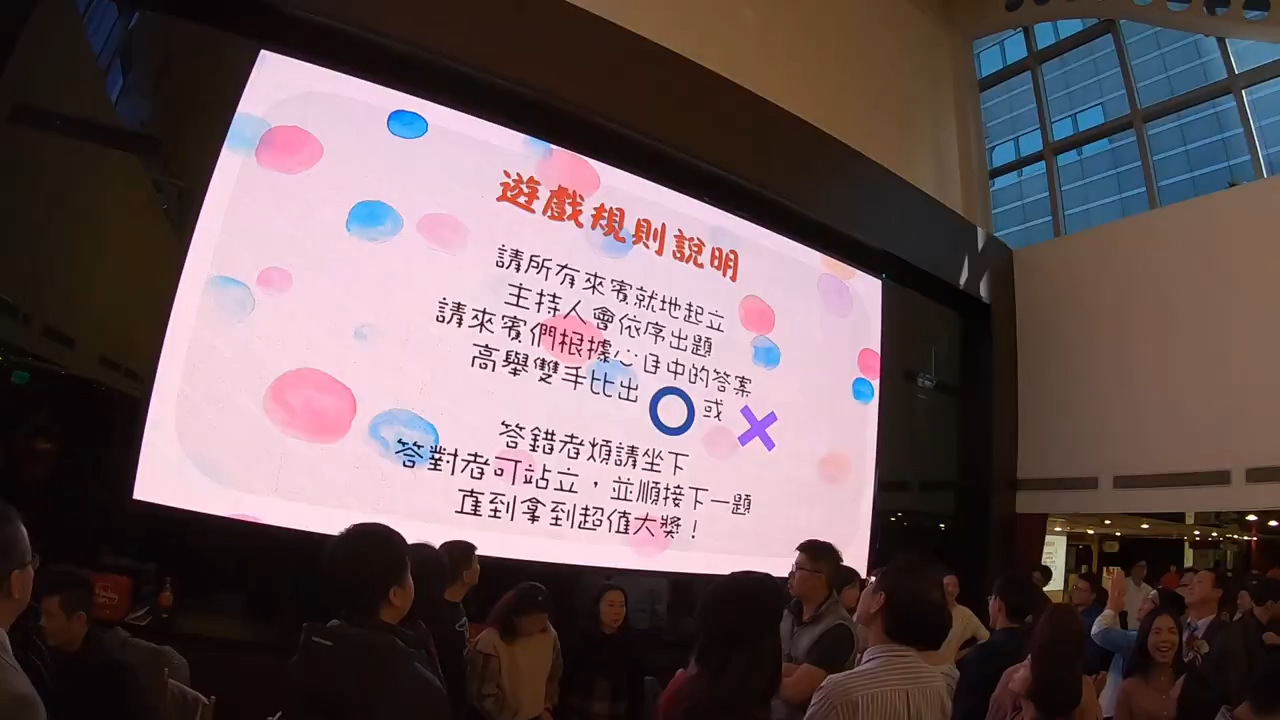 遊戲規則說明
請所有來賓就地起立
主持人會依序出題
請來賓們根據心目中的答案
高舉雙手比出 O 或 X
答錯者煩請坐下
答對者可站立，並順接下一題
直到拿到超值大獎！